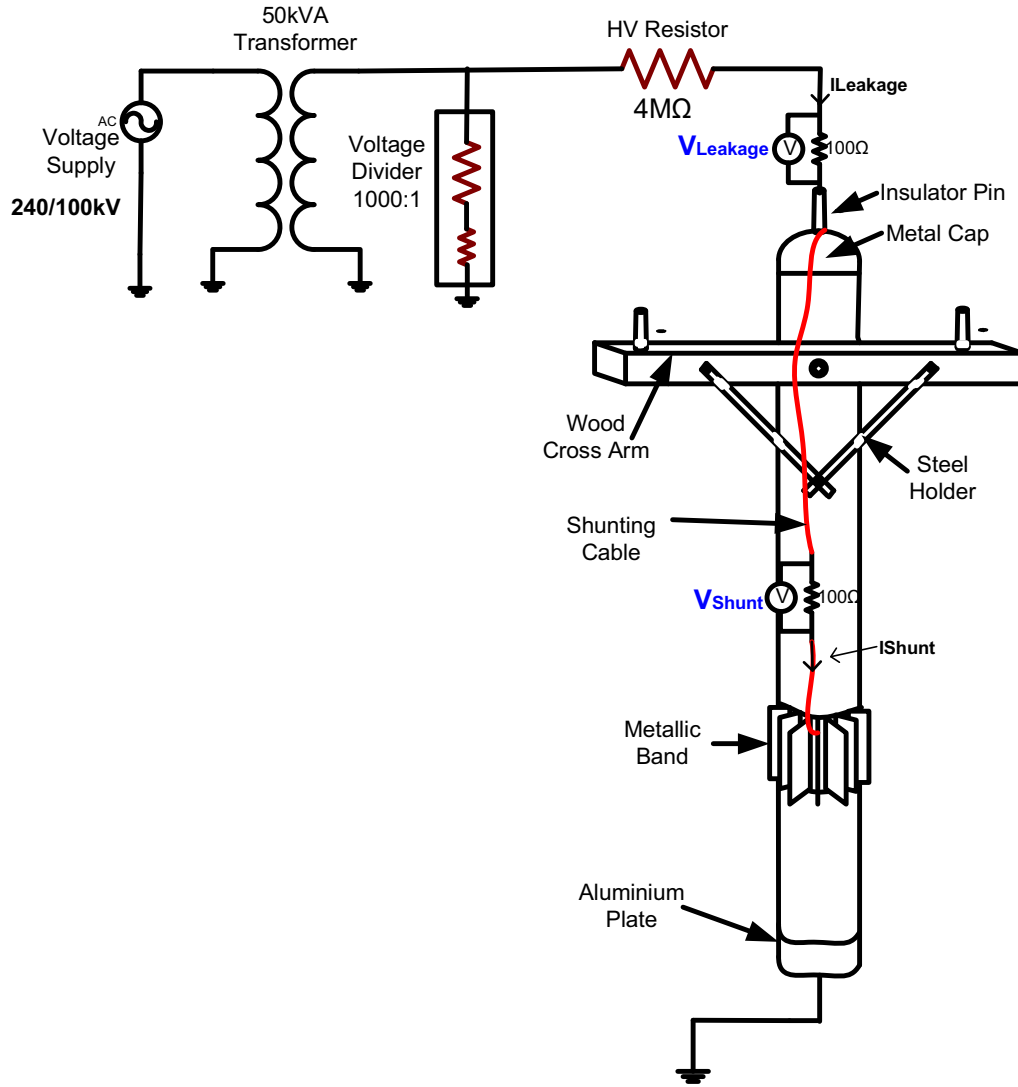 50kVA
Transformer
HV Resistor
4MΩ
ILeakage
AC
Voltage
Supply
240/100kV
Voltage
Divider
1000:1
VLeakage
V
100Ω
Insulator Pin
Metal Cap
-
-
Wood
Cross Arm
Steel
Holder
Shunting
Cable
VShunt
V
100Ω
IShunt
Metallic
Band
Aluminium
Plate